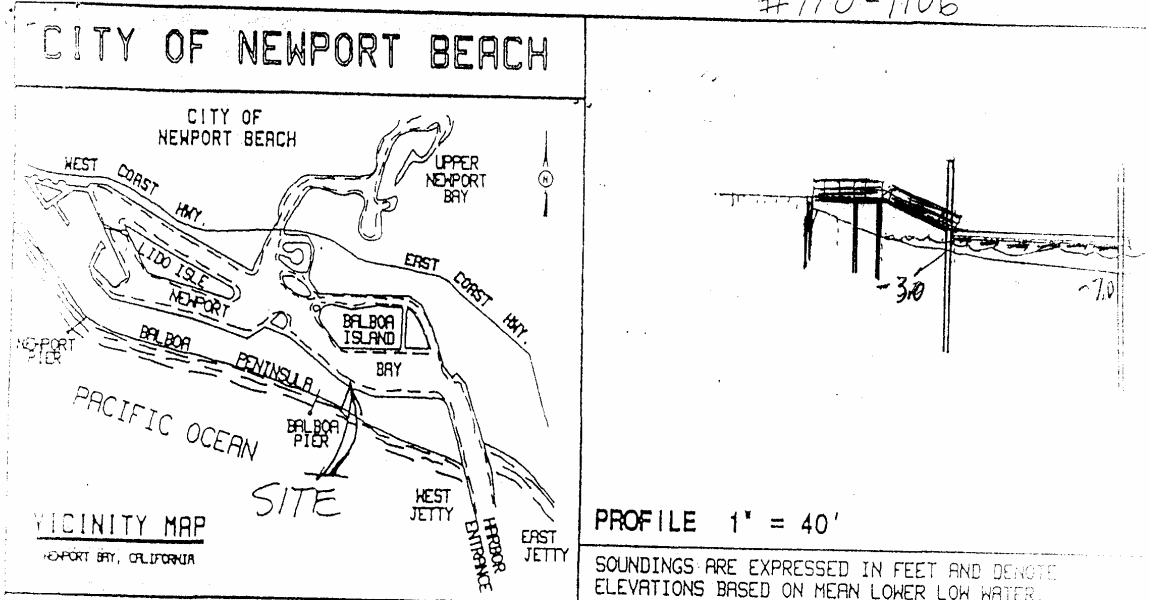 CITY OF NEWPORT BEACH
CITY OF
NEWPORT BEACH
WEST COAST HWY.
UPPER
NEWPORT
BAY
N
LIDO ISLE
NEWPORT
EAST COAST HWY.
BALBOA
ISLAND
BAY
NEWPORT
PIER
BALBOA PENINSULA
PACIFIC OCEAN
BALBOA
PIER
SITE
WEST
JETTY
HARBOR
ENTRANCE
EAST
JETTY
VICINITY MAP
NEWPORT BAY, CALIFORNIA
-7.0
PROFILE 1" = 40'
SOUNDINGS ARE EXPRESSED IN FEET AND DENOTE
ELEVATIONS BASED ON MEAN LOWER LOW WATER.